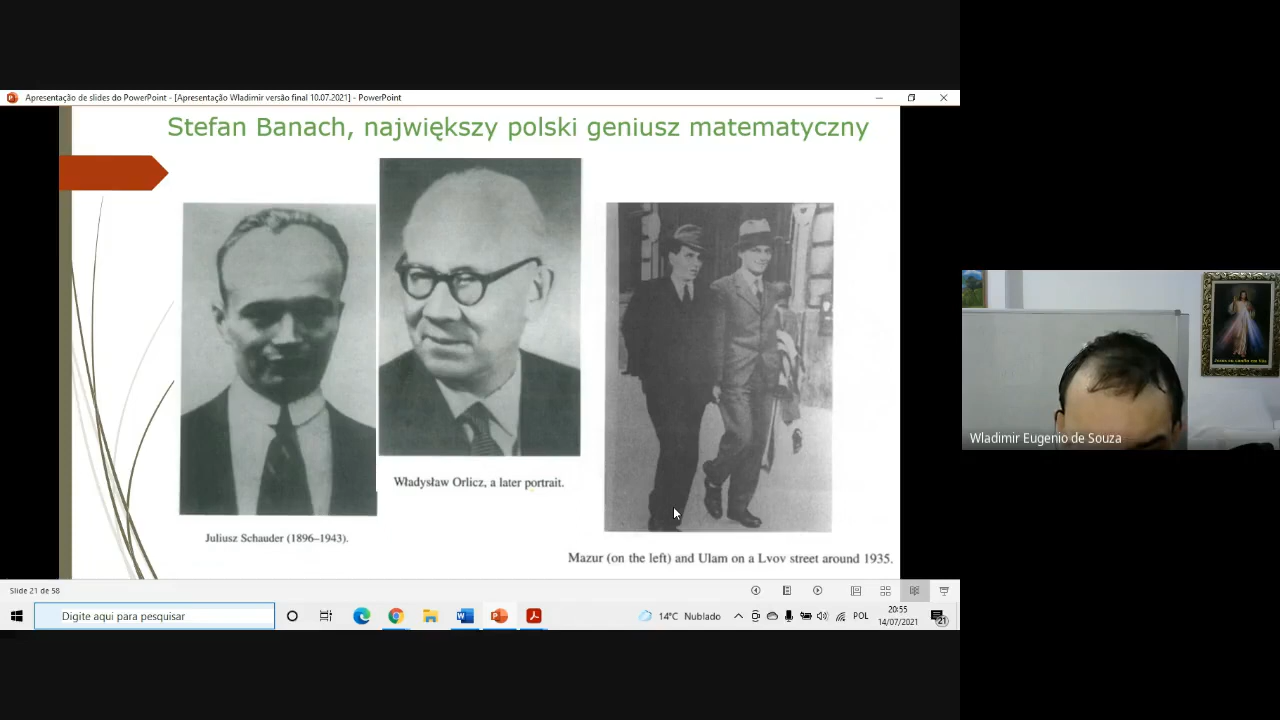 Apresentação de slides do PowerPoint - [Apresentação Wladimir versão final 10.07.2021] - PowerPoint
Stefan Banach, największy polski geniusz matematyczny
Władysław Orlicz, a later portrait.
Juliusz Schauder (1896–1943).
Mazur (on the left) and Ulam on a Lvov street around 1935.
Slide 21 de 58
Digite aqui para pesquisar
14°C Nublado
POL
20:55
14/07/2021
21
Wladimir Eugenio de Souza